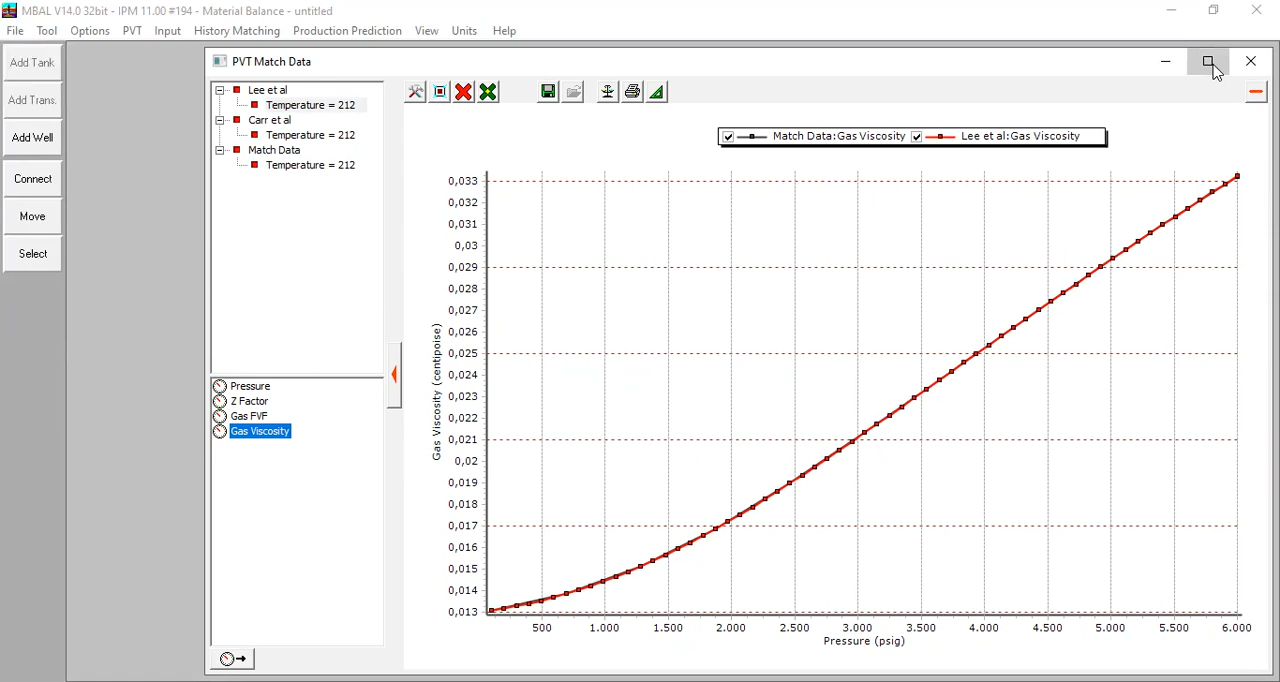 MBAL V14.0 32bit - IPM 11.00 #194 - Material Balance - untitled
File Tool Options PVT Input History Matching Production Prediction View Units Help
Add Tank
Add Trans.
Add Well
Connect
Move
Select
PVT Match Data
Lee et al
Temperature = 212
Carr et al
Temperature = 212
Match Data
Temperature = 212
Pressure
Z Factor
Gas FVF
Gas Viscosity
Match Data:Gas Viscosity Lee et al:Gas Viscosity
0,033
0,032
0,031
0,03
0,029
0,028
0,027
0,026
0,025
0,024
0,023
0,022
0,021
0,02
0,019
0,018
0,017
0,016
0,015
0,014
0,013
Gas Viscosity (centipoise)
500 1.000 1.500 2.000 2.500 3.000 3.500 4.000 4.500 5.000 5.500 6.000
Pressure (psig)